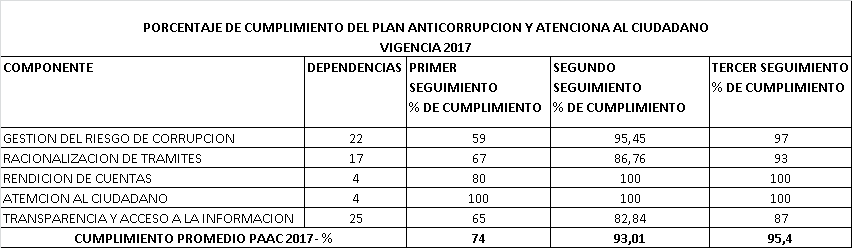 PORCENTAJE DE CUMPLIMIENTO DEL PLAN ANTICORRUPCION Y ATENCIONA AL CIUDADANO
VIGENCIA 2017
COMPONENTE DEPENDENCIAS PRIMER SEGUIMIENTO % DE CUMPLIMIENTO SEGUNDO SEGUIMIENTO % DE CUMPLIMIENTO TERCER SEGUIMIENTO % DE CUMPLIMIENTO
GESTION DEL RIESGO DE CORRUPCION 22 59 95,45 97
RACIONALIZACION DE TRAMITES 17 67 86,76 93
RENDICION DE CUENTAS 4 80 100 100
ATEMCION AL CIUDADANO 4 100 100 100
TRANSPARENCIA Y ACCESO A LA INFORMACION 25 65 82,84 87
CUMPLIMIENTO PROMEDIO PAAC 2017 - % 74 93,01 95,4